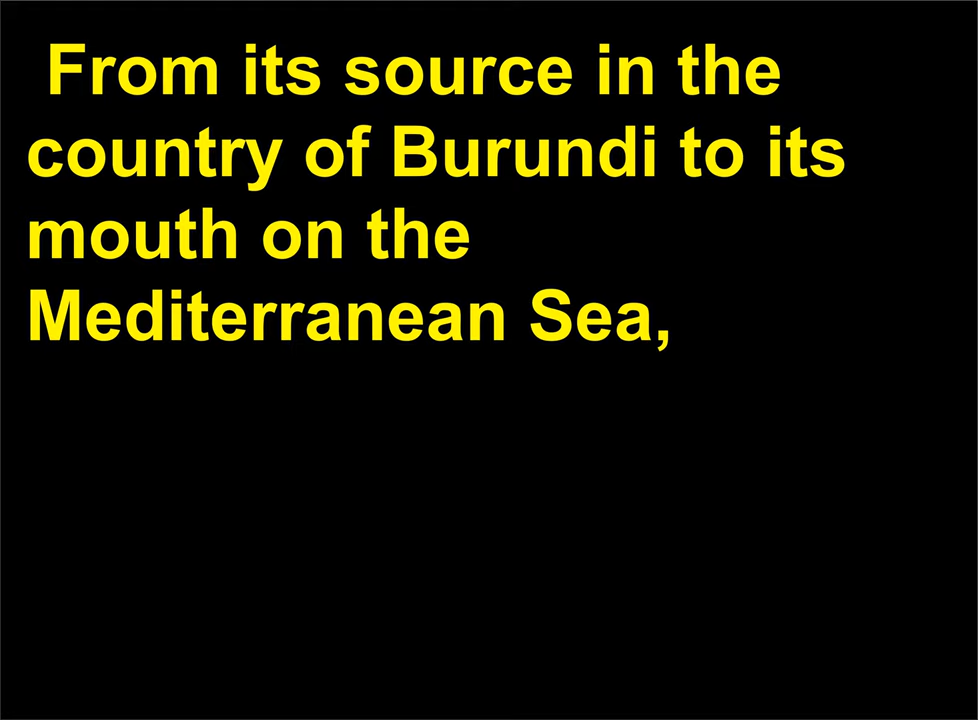 From its source in the
country of Burundi to its
mouth on the
Mediterranean Sea,